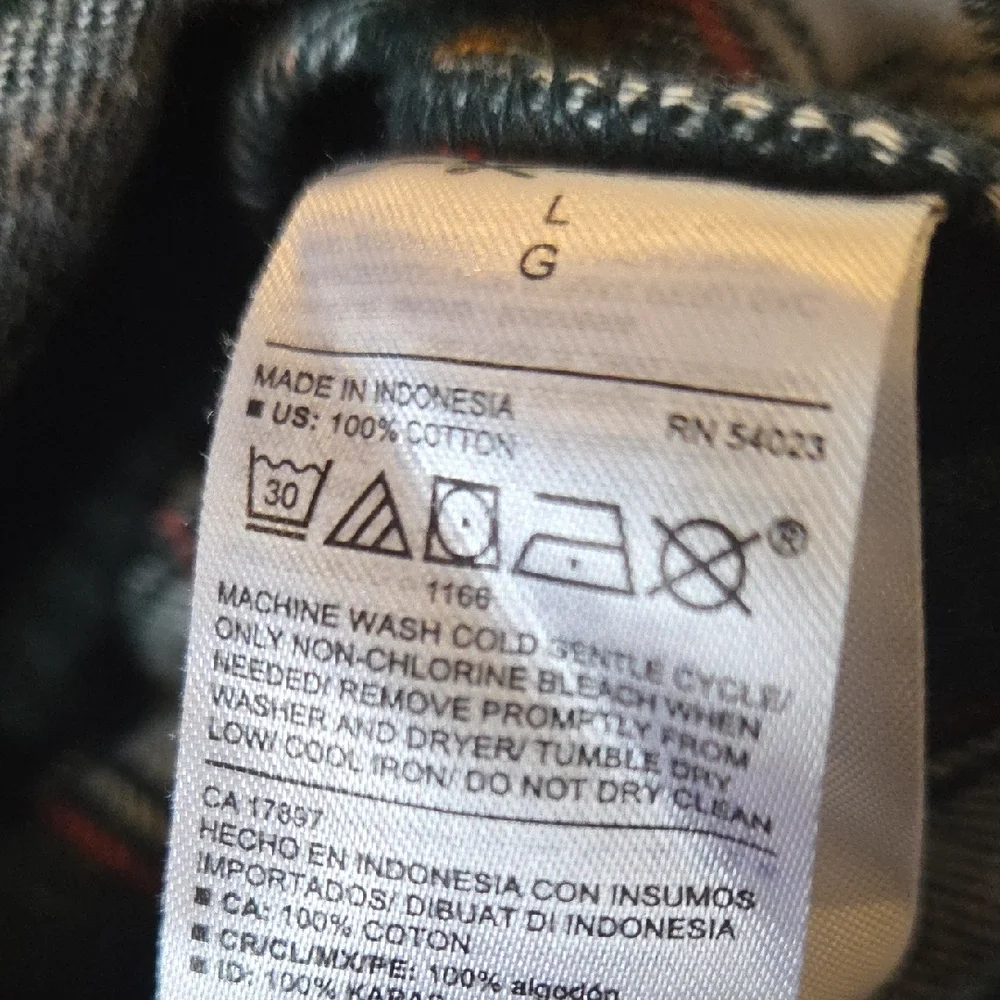 L
G
MADE IN INDONESIA
RN 54023
■ US: 100% COTTON
30
®
1166
MACHINE WASH COLD GENTLE CYCLE/
ONLY NON-CHLORINE BLEACH WHEN
NEEDED/ REMOVE PROMPTLY FROM
WASHER AND DRYER/ TUMBLE DRY
LOW/ COOL IRON/ DO NOT DRY CLEAN
CA 17897
HECHO EN INDONESIA CON INSUMOS
IMPORTADOS/ DIBUAT DI INDONESIA
■ CA: 100% COTON
■ CR/CL/MX/PE: 100% algodón
■ ID: 100%